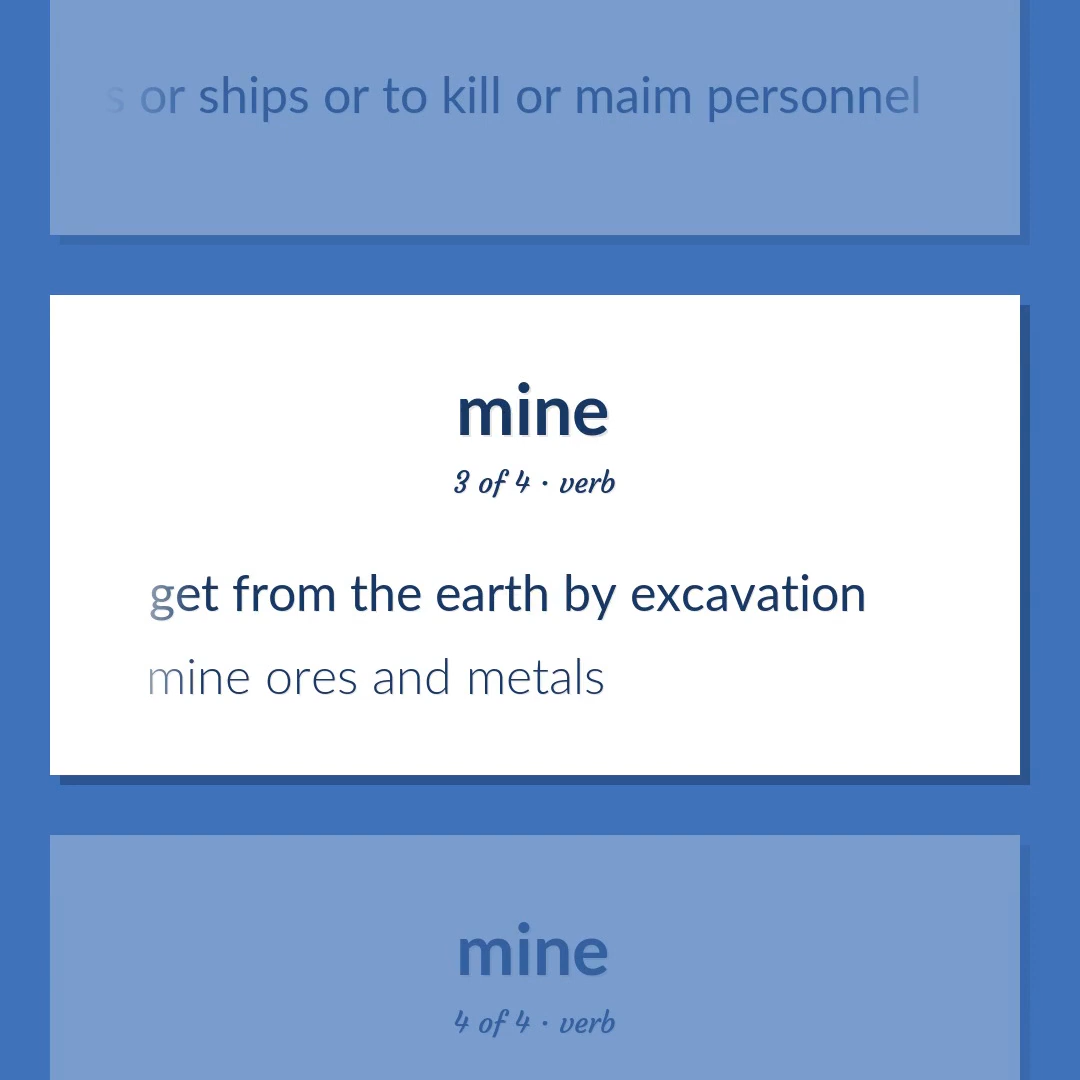 s or ships or to kill or maim personnel
mine
3 of 4 · verb
get from the earth by excavation
mine ores and metals
mine
4 of 4 · verb